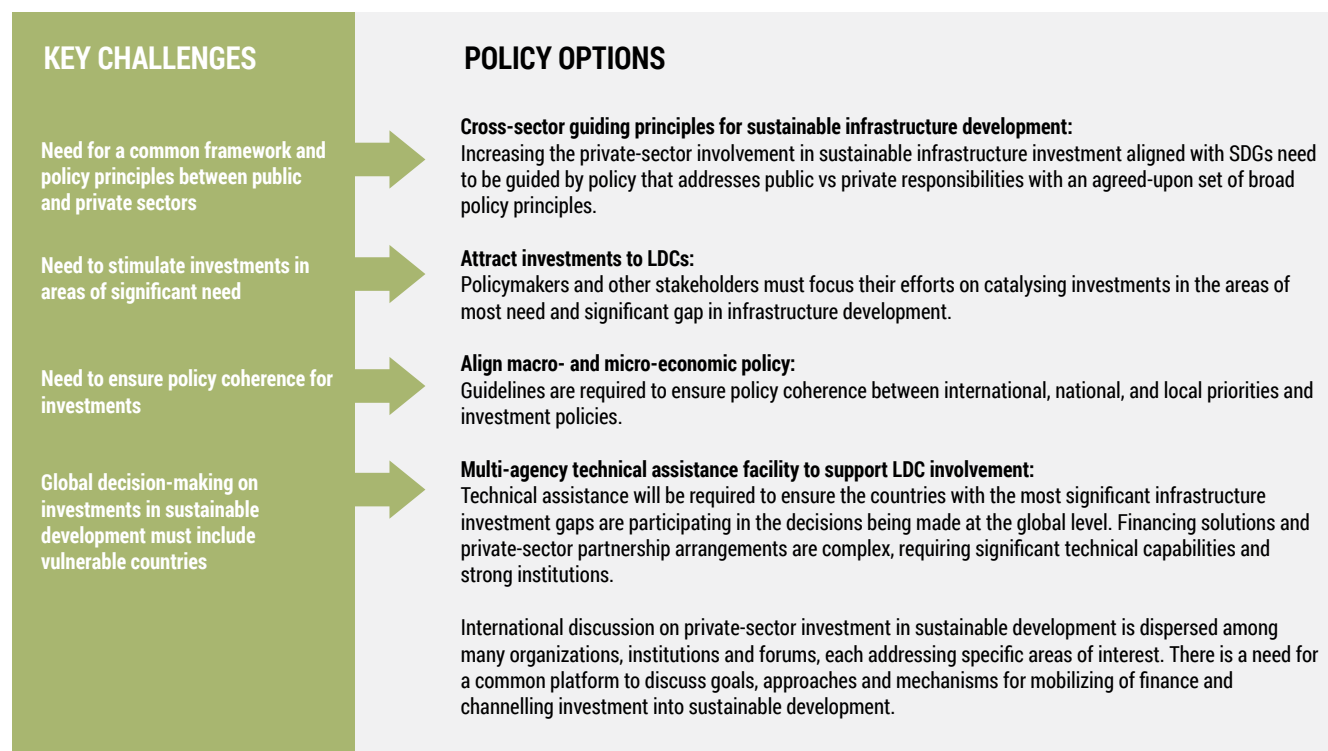 KEY CHALLENGES
POLICY OPTIONS
Need for a common framework and
policy principles between public
and private sectors
Cross-sector guiding principles for sustainable infrastructure development:
Increasing the private-sector involvement in sustainable infrastructure investment aligned with SDGs need
to be guided by policy that addresses public vs private responsibilities with an agreed-upon set of broad
policy principles.
Need to stimulate investments in
areas of significant need
Attract investments to LDCs:
Policymakers and other stakeholders must focus their efforts on catalysing investments in the areas of
most need and significant gap in infrastructure development.
Need to ensure policy coherence for
investments
Align macro- and micro-economic policy:
Guidelines are required to ensure policy coherence between international, national, and local priorities and
investment policies.
Global decision-making on
investments in sustainable
development must include
vulnerable countries
Multi-agency technical assistance facility to support LDC involvement:
Technical assistance will be required to ensure the countries with the most significant infrastructure
investment gaps are participating in the decisions being made at the global level. Financing solutions and
private-sector partnership arrangements are complex, requiring significant technical capabilities and
strong institutions.
International discussion on private-sector investment in sustainable development is dispersed among
many organizations, institutions and forums, each addressing specific areas of interest. There is a need for
a common platform to discuss goals, approaches and mechanisms for mobilizing of finance and
channelling investment into sustainable development.